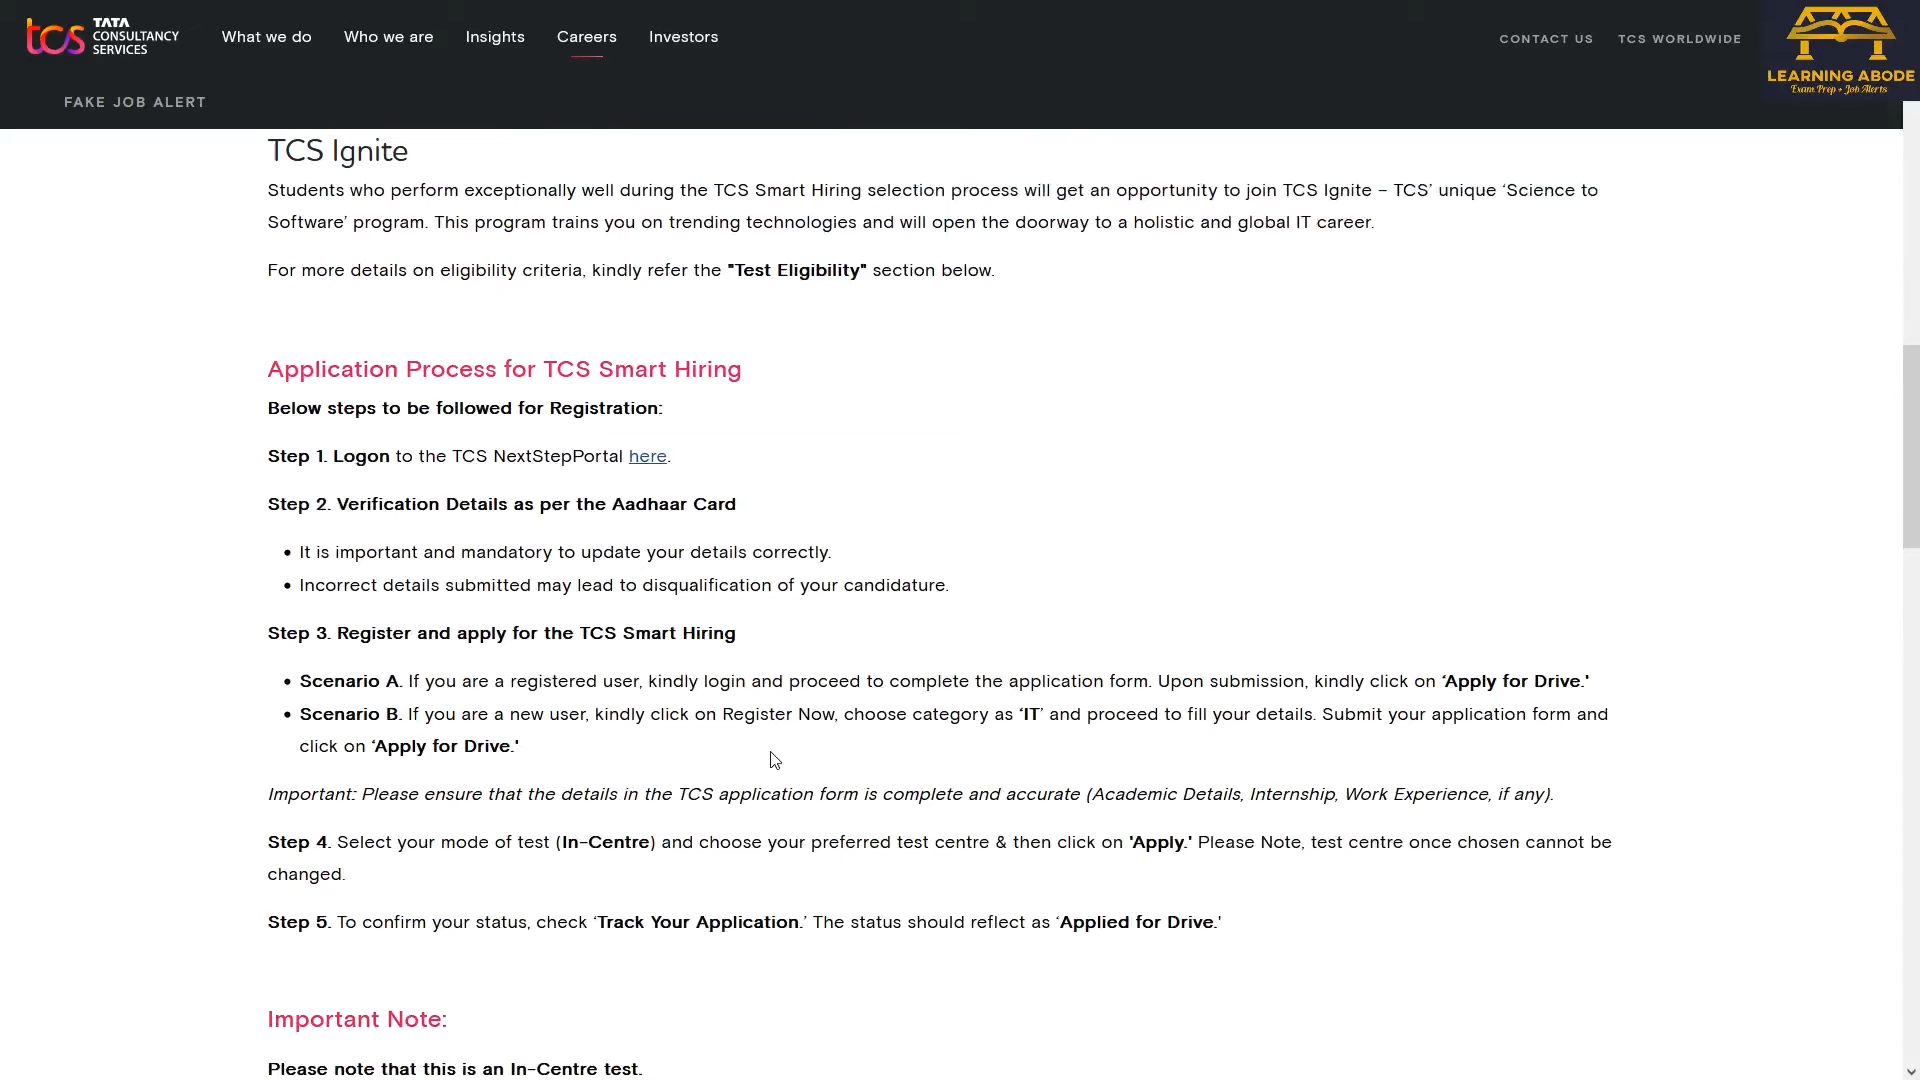 tcs TATA CONSULTANCY SERVICES What we do Who we are Insights Careers Investors CONTACT US TCS WORLDWIDE
LEARNING ABODE
Exam Prep + Job Alerts
FAKE JOB ALERT
TCS Ignite
Students who perform exceptionally well during the TCS Smart Hiring selection process will get an opportunity to join TCS Ignite – TCS’ unique ‘Science to
Software’ program. This program trains you on trending technologies and will open the doorway to a holistic and global IT career.
For more details on eligibility criteria, kindly refer the "Test Eligibility" section below.
Application Process for TCS Smart Hiring
Below steps to be followed for Registration:
Step 1. Logon to the TCS NextStepPortal here.
Step 2. Verification Details as per the Aadhaar Card
• It is important and mandatory to update your details correctly.
• Incorrect details submitted may lead to disqualification of your candidature.
Step 3. Register and apply for the TCS Smart Hiring
• Scenario A. If you are a registered user, kindly login and proceed to complete the application form. Upon submission, kindly click on ‘Apply for Drive.'
• Scenario B. If you are a new user, kindly click on Register Now, choose category as ‘IT’ and proceed to fill your details. Submit your application form and
click on ‘Apply for Drive.'
Important: Please ensure that the details in the TCS application form is complete and accurate (Academic Details, Internship, Work Experience, if any).
Step 4. Select your mode of test (In-Centre) and choose your preferred test centre & then click on 'Apply.' Please Note, test centre once chosen cannot be
changed.
Step 5. To confirm your status, check ‘Track Your Application.’ The status should reflect as ‘Applied for Drive.'
Important Note:
Please note that this is an In-Centre test.